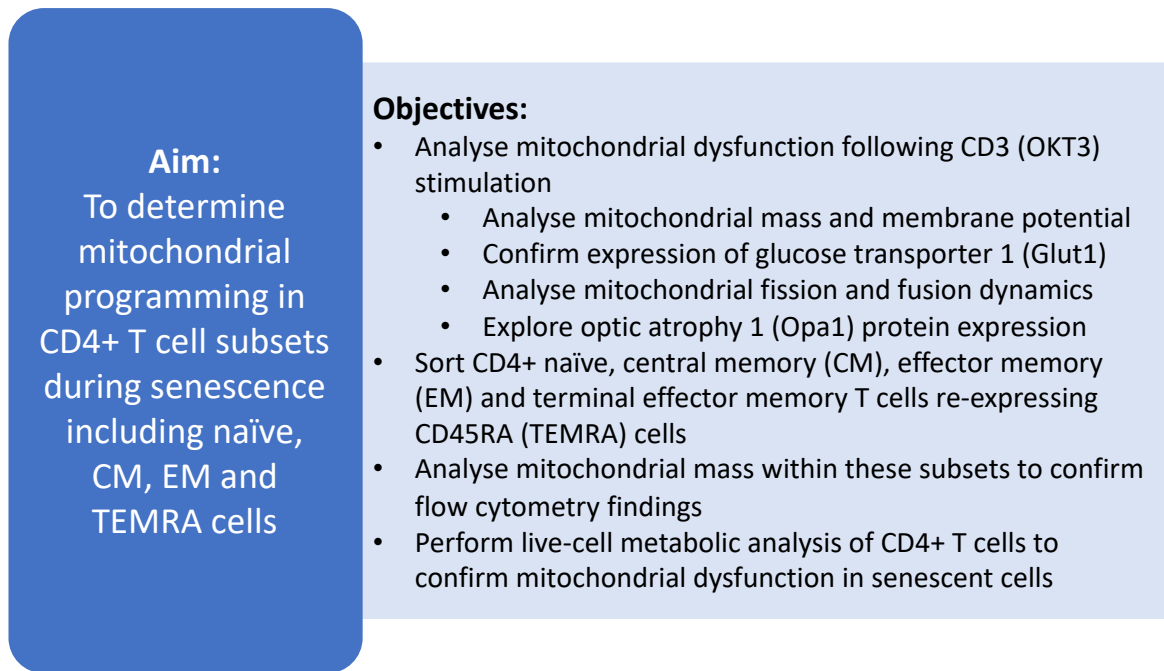 Aim:
To determine
mitochondrial
programming in
CD4+ T cell subsets
during senescence
including naïve,
CM, EM and
TEMRA cells
Objectives:
• Analyse mitochondrial dysfunction following CD3 (OKT3)
stimulation
• Analyse mitochondrial mass and membrane potential
• Confirm expression of glucose transporter 1 (Glut1)
• Analyse mitochondrial fission and fusion dynamics
• Explore optic atrophy 1 (Opa1) protein expression
• Sort CD4+ naïve, central memory (CM), effector memory
(EM) and terminal effector memory T cells re-expressing
CD45RA (TEMRA) cells
• Analyse mitochondrial mass within these subsets to confirm
flow cytometry findings
• Perform live-cell metabolic analysis of CD4+ T cells to
confirm mitochondrial dysfunction in senescent cells